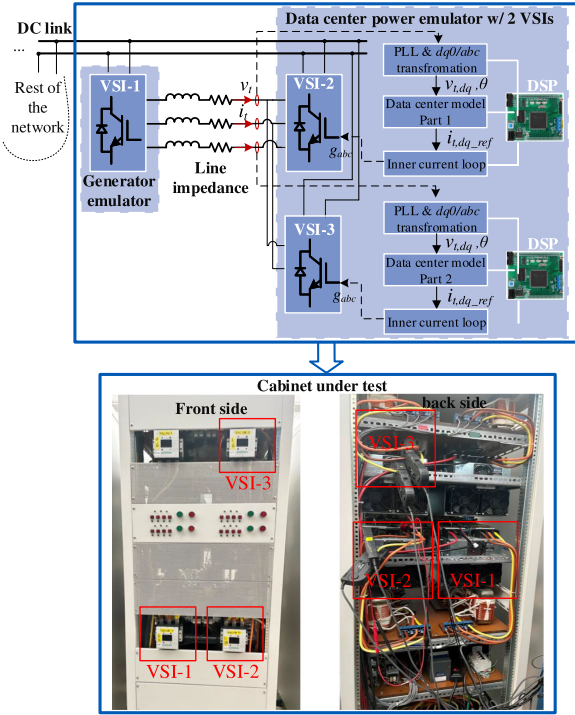 Data center power emulator w/ 2 VSIs
DC link
...
Rest of
the
network
VSI-1
Generator
emulator
v_t
i_t
Line
impedance
VSI-2
g_abc
PLL & dq0/abc
transfromation
v_t,dq ,θ
Data center model
Part 1
i_t,dq_ref
Inner current loop
DSP
VSI-3
g_abc
PLL & dq0/abc
transfromation
v_t,dq ,θ
Data center model
Part 2
i_t,dq_ref
Inner current loop
DSP
Cabinet under test
Front side
VSI-3
VSI-1
VSI-2
back side
VSI-3
VSI-2
VSI-1